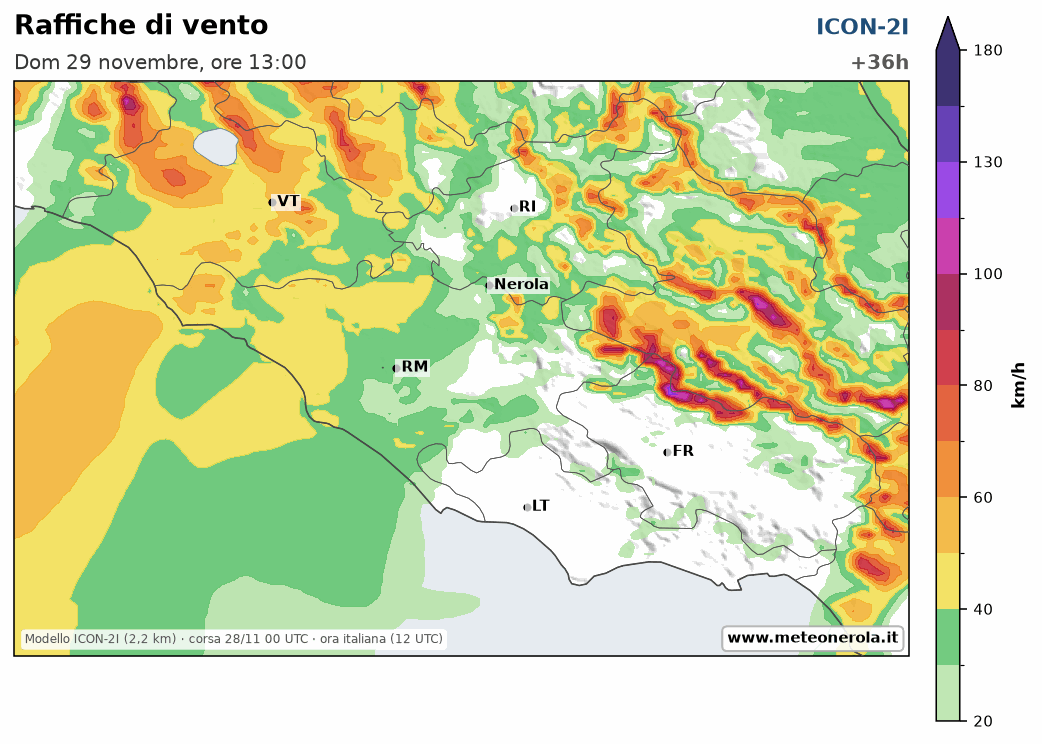 Raffiche di vento
ICON-2I
Dom 29 novembre, ore 13:00
+36h
VT
RI
Nerola
RM
FR
LT
Modello ICON-2I (2,2 km) · corsa 28/11 00 UTC · ora italiana (12 UTC)
www.meteonerola.it
180
130
100
80
60
40
20
km/h